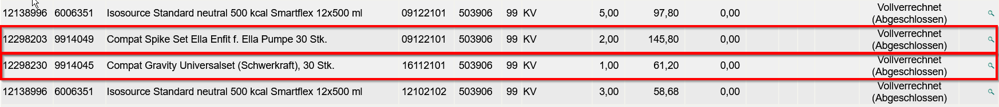 12138996 6006351 Isosource Standard neutral 500 kcal Smartflex 12x500 ml 09122101 503906 99 KV 5,00 97,80 0,00 Vollverrechnet
(Abgeschlossen)
12298203 9914049 Compat Spike Set Ella Enfit f. Ella Pumpe 30 Stk. 09122101 503906 99 KV 2,00 145,80 0,00 Vollverrechnet
(Abgeschlossen)
12298230 9914045 Compat Gravity Universalset (Schwerkraft), 30 Stk. 16112101 503906 99 KV 1,00 61,20 0,00 Vollverrechnet
(Abgeschlossen)
12138996 6006351 Isosource Standard neutral 500 kcal Smartflex 12x500 ml 12102102 503906 99 KV 3,00 58,68 0,00 Vollverrechnet
(Abgeschlossen)